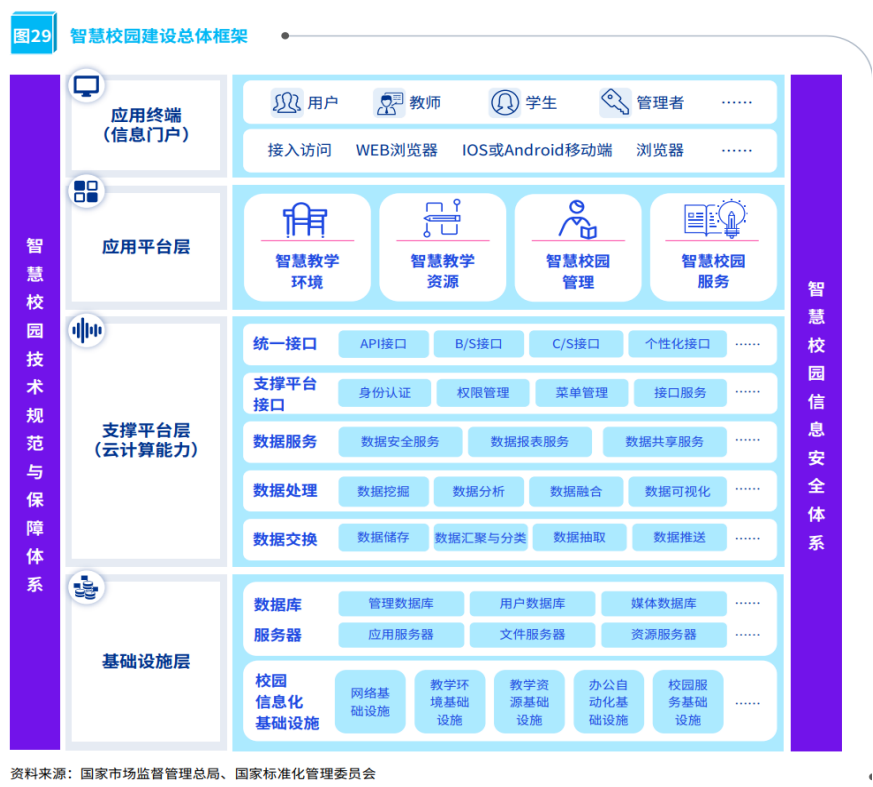 图29 智慧校园建设总体框架
智慧校园技术规范与保障体系
智慧校园信息安全体系
应用终端
（信息门户）
用户 教师 学生 管理者 ……
接入访问 WEB浏览器 IOS或Android移动端 浏览器 ……
应用平台层
智慧教学
环境
智慧教学
资源
智慧校园
管理
智慧校园
服务
支撑平台层
（云计算能力）
统一接口 API接口 B/S接口 C/S接口 个性化接口 ……
支撑平台
接口
身份认证 权限管理 菜单管理 接口服务 ……
数据服务 数据安全服务 数据报表服务 数据共享服务 ……
数据处理 数据挖掘 数据分析 数据融合 数据可视化 ……
数据交换 数据储存 数据汇聚与分类 数据抽取 数据推送 ……
基础设施层
数据库 管理数据库 用户数据库 媒体数据库 ……
服务器 应用服务器 文件服务器 资源服务器 ……
校园
信息化
基础设施
网络基
础设施
教学环
境基础
设施
教学资
源基础
设施
办公自
动化基
础设施
校园服
务基础
设施
……
资料来源：国家市场监督管理总局、国家标准化管理委员会